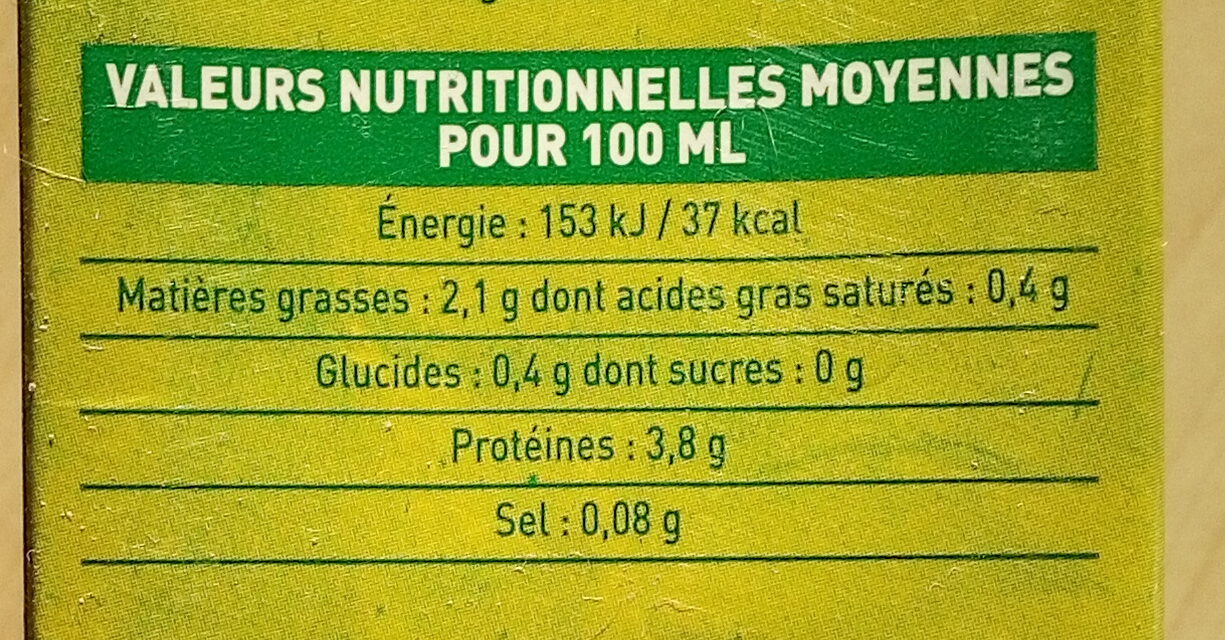 VALEURS NUTRITIONNELLES MOYENNES
POUR 100 ML
Énergie : 153 kJ / 37 kcal
Matières grasses : 2,1 g dont acides gras saturés : 0,4 g
Glucides : 0,4 g dont sucres : 0 g
Protéines : 3,8 g
Sel : 0,08 g